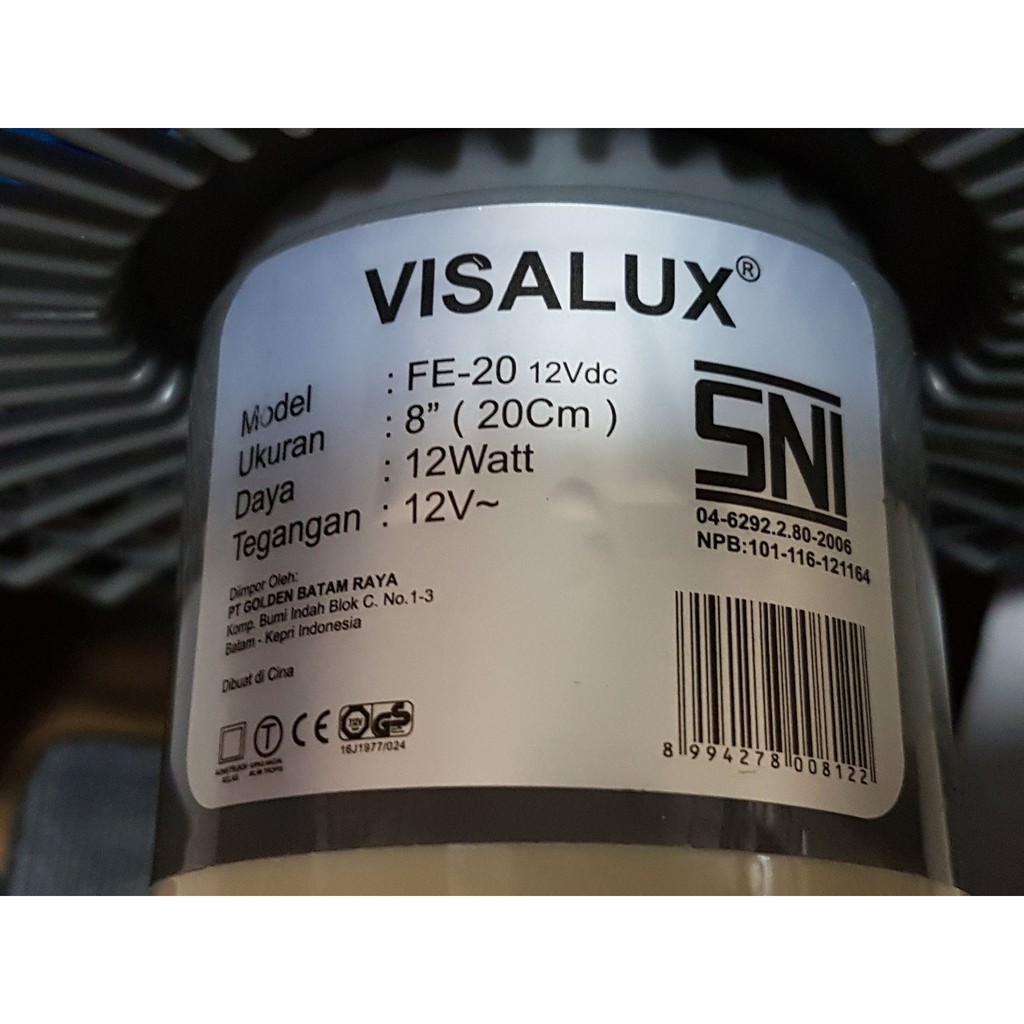 VISALUX®
Model : FE-20 12Vdc
Ukuran : 8” ( 20Cm )
Daya : 12Watt
Tegangan : 12V~
SNI
04-6292.2.80-2006
NPB:101-116-121164
Diimpor Oleh:
PT GOLDEN BATAM RAYA
Komp. Bumi Indah Blok C. No.1-3
Batam - Kepri Indonesia
Dibuat di Cina
T CE TÜV GS
16J1977/024
8 994278 008122